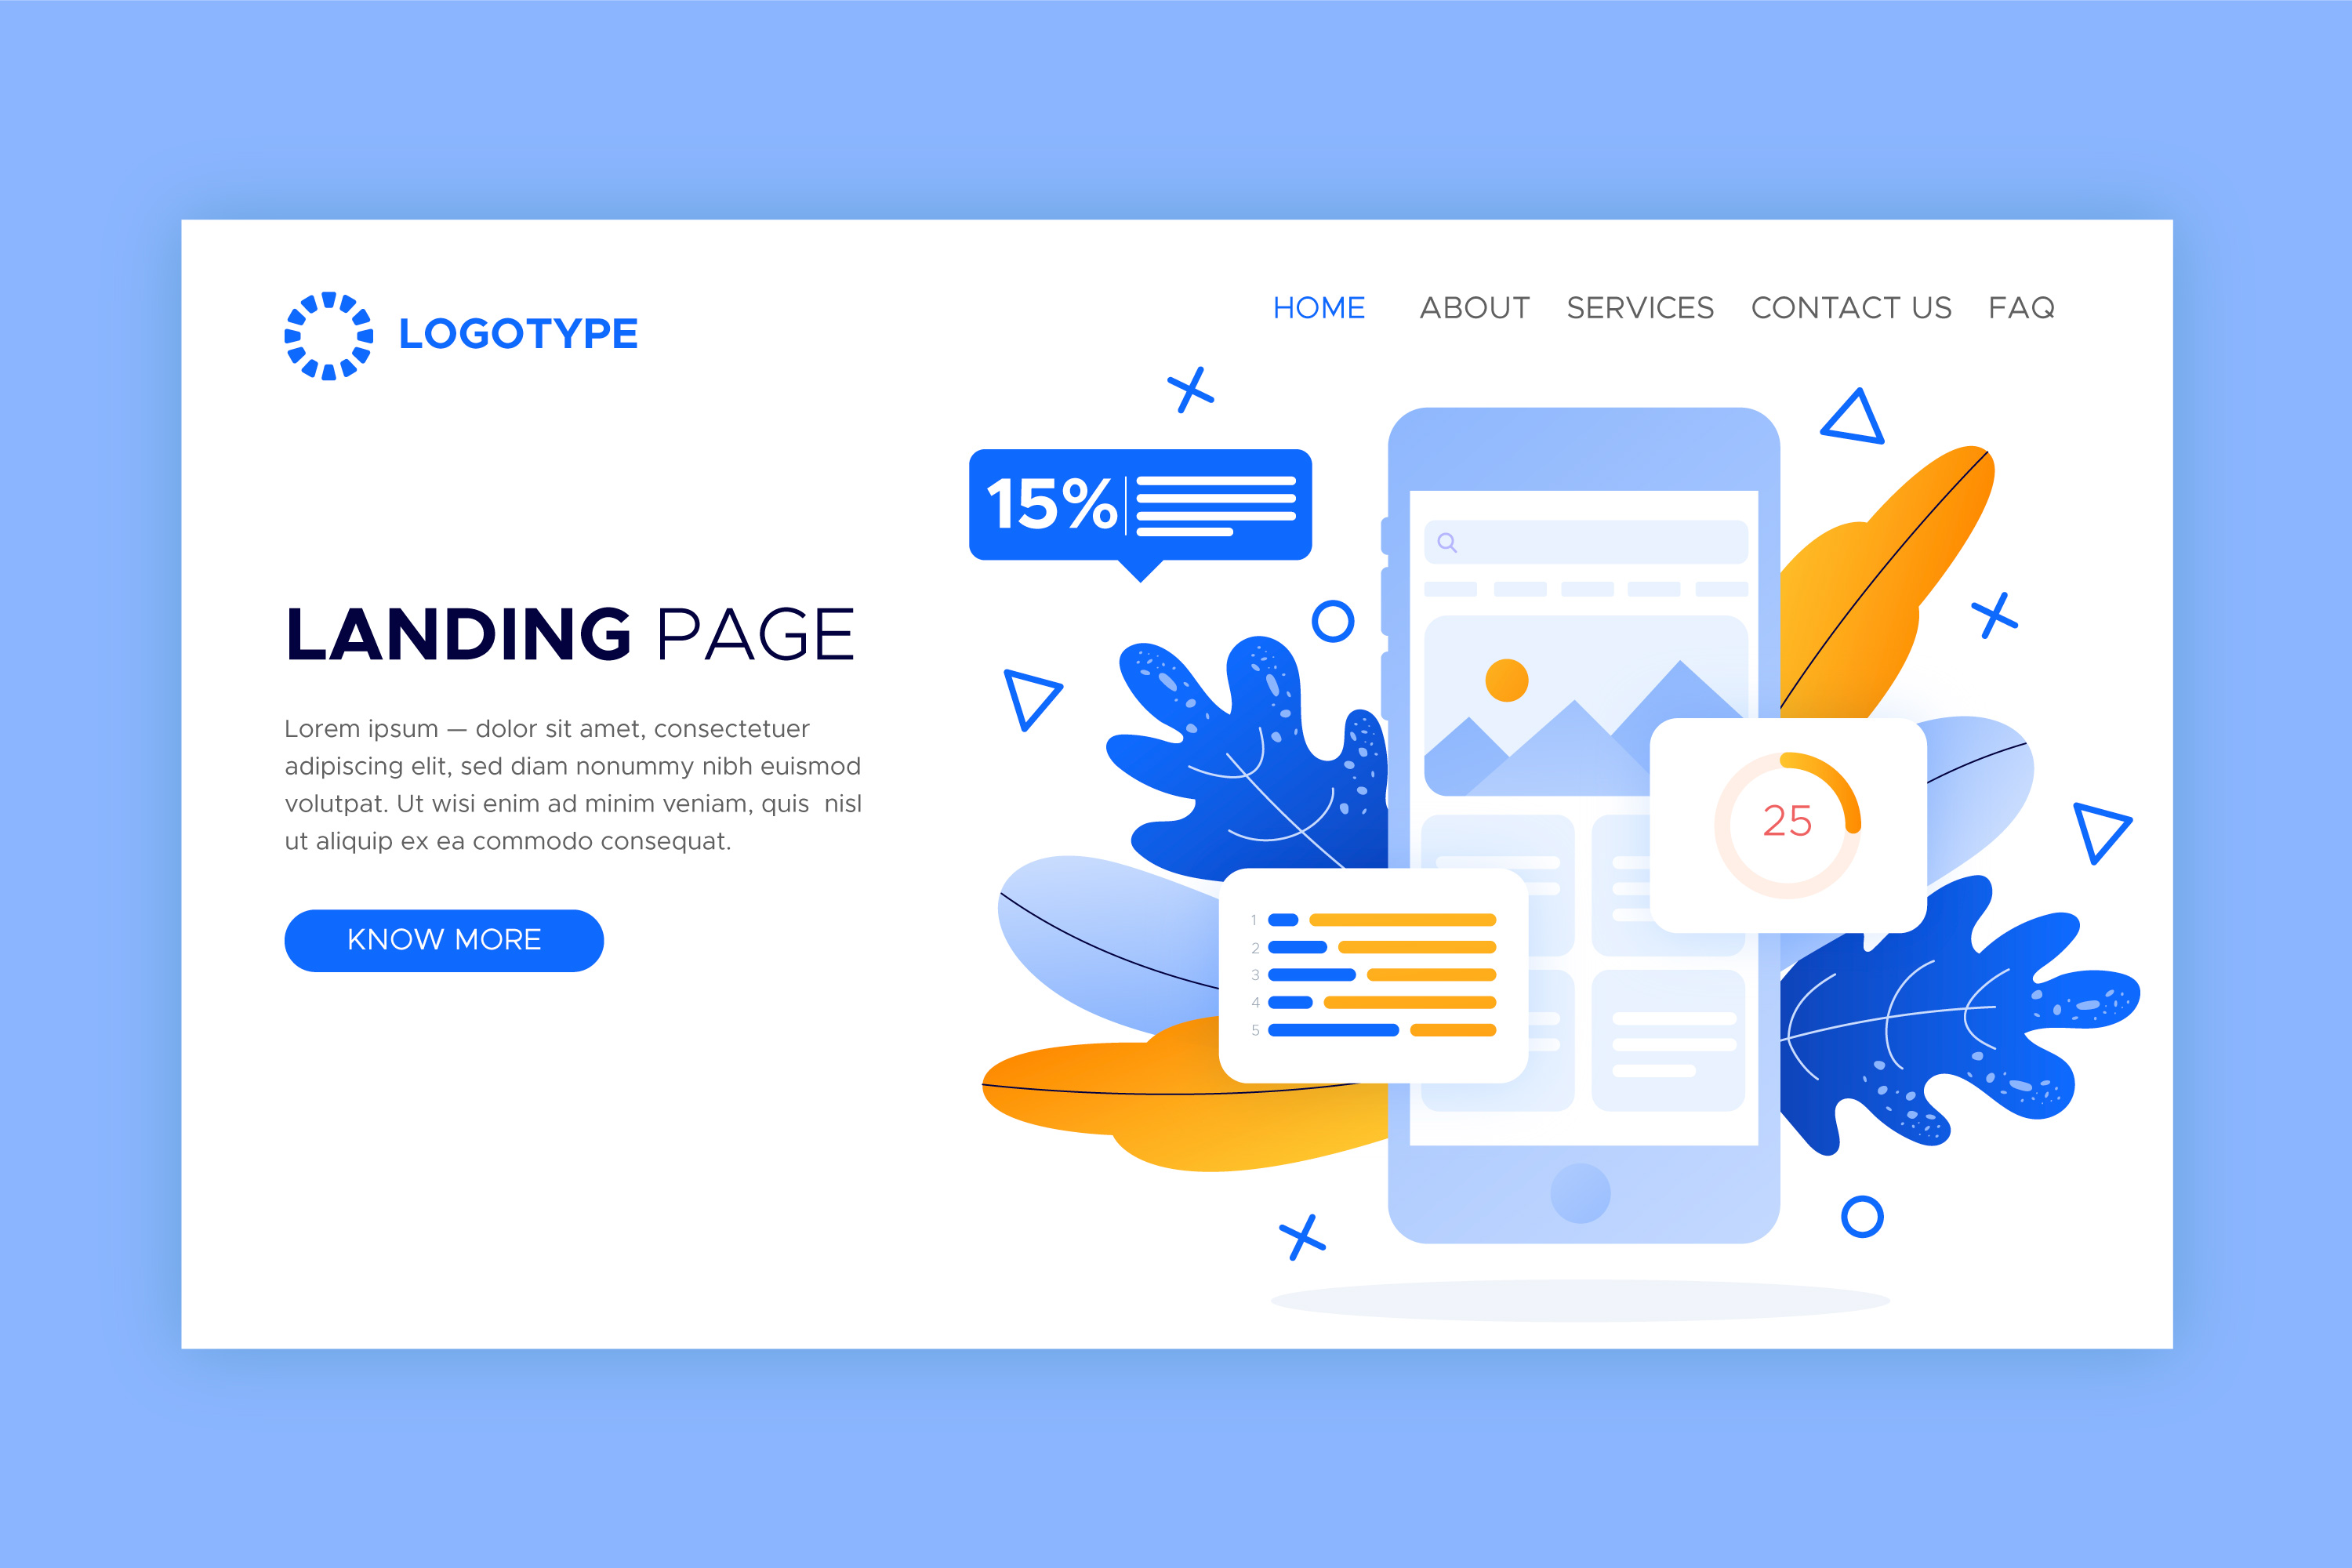 LOGOTYPE
HOME ABOUT SERVICES CONTACT US FAQ
15%
LANDING PAGE
Lorem ipsum — dolor sit amet, consectetuer
adipiscing elit, sed diam nonummy nibh euismod
volutpat. Ut wisi enim ad minim veniam, quis  nisl
ut aliquip ex ea commodo consequat.
KNOW MORE
25
1
2
3
4
5